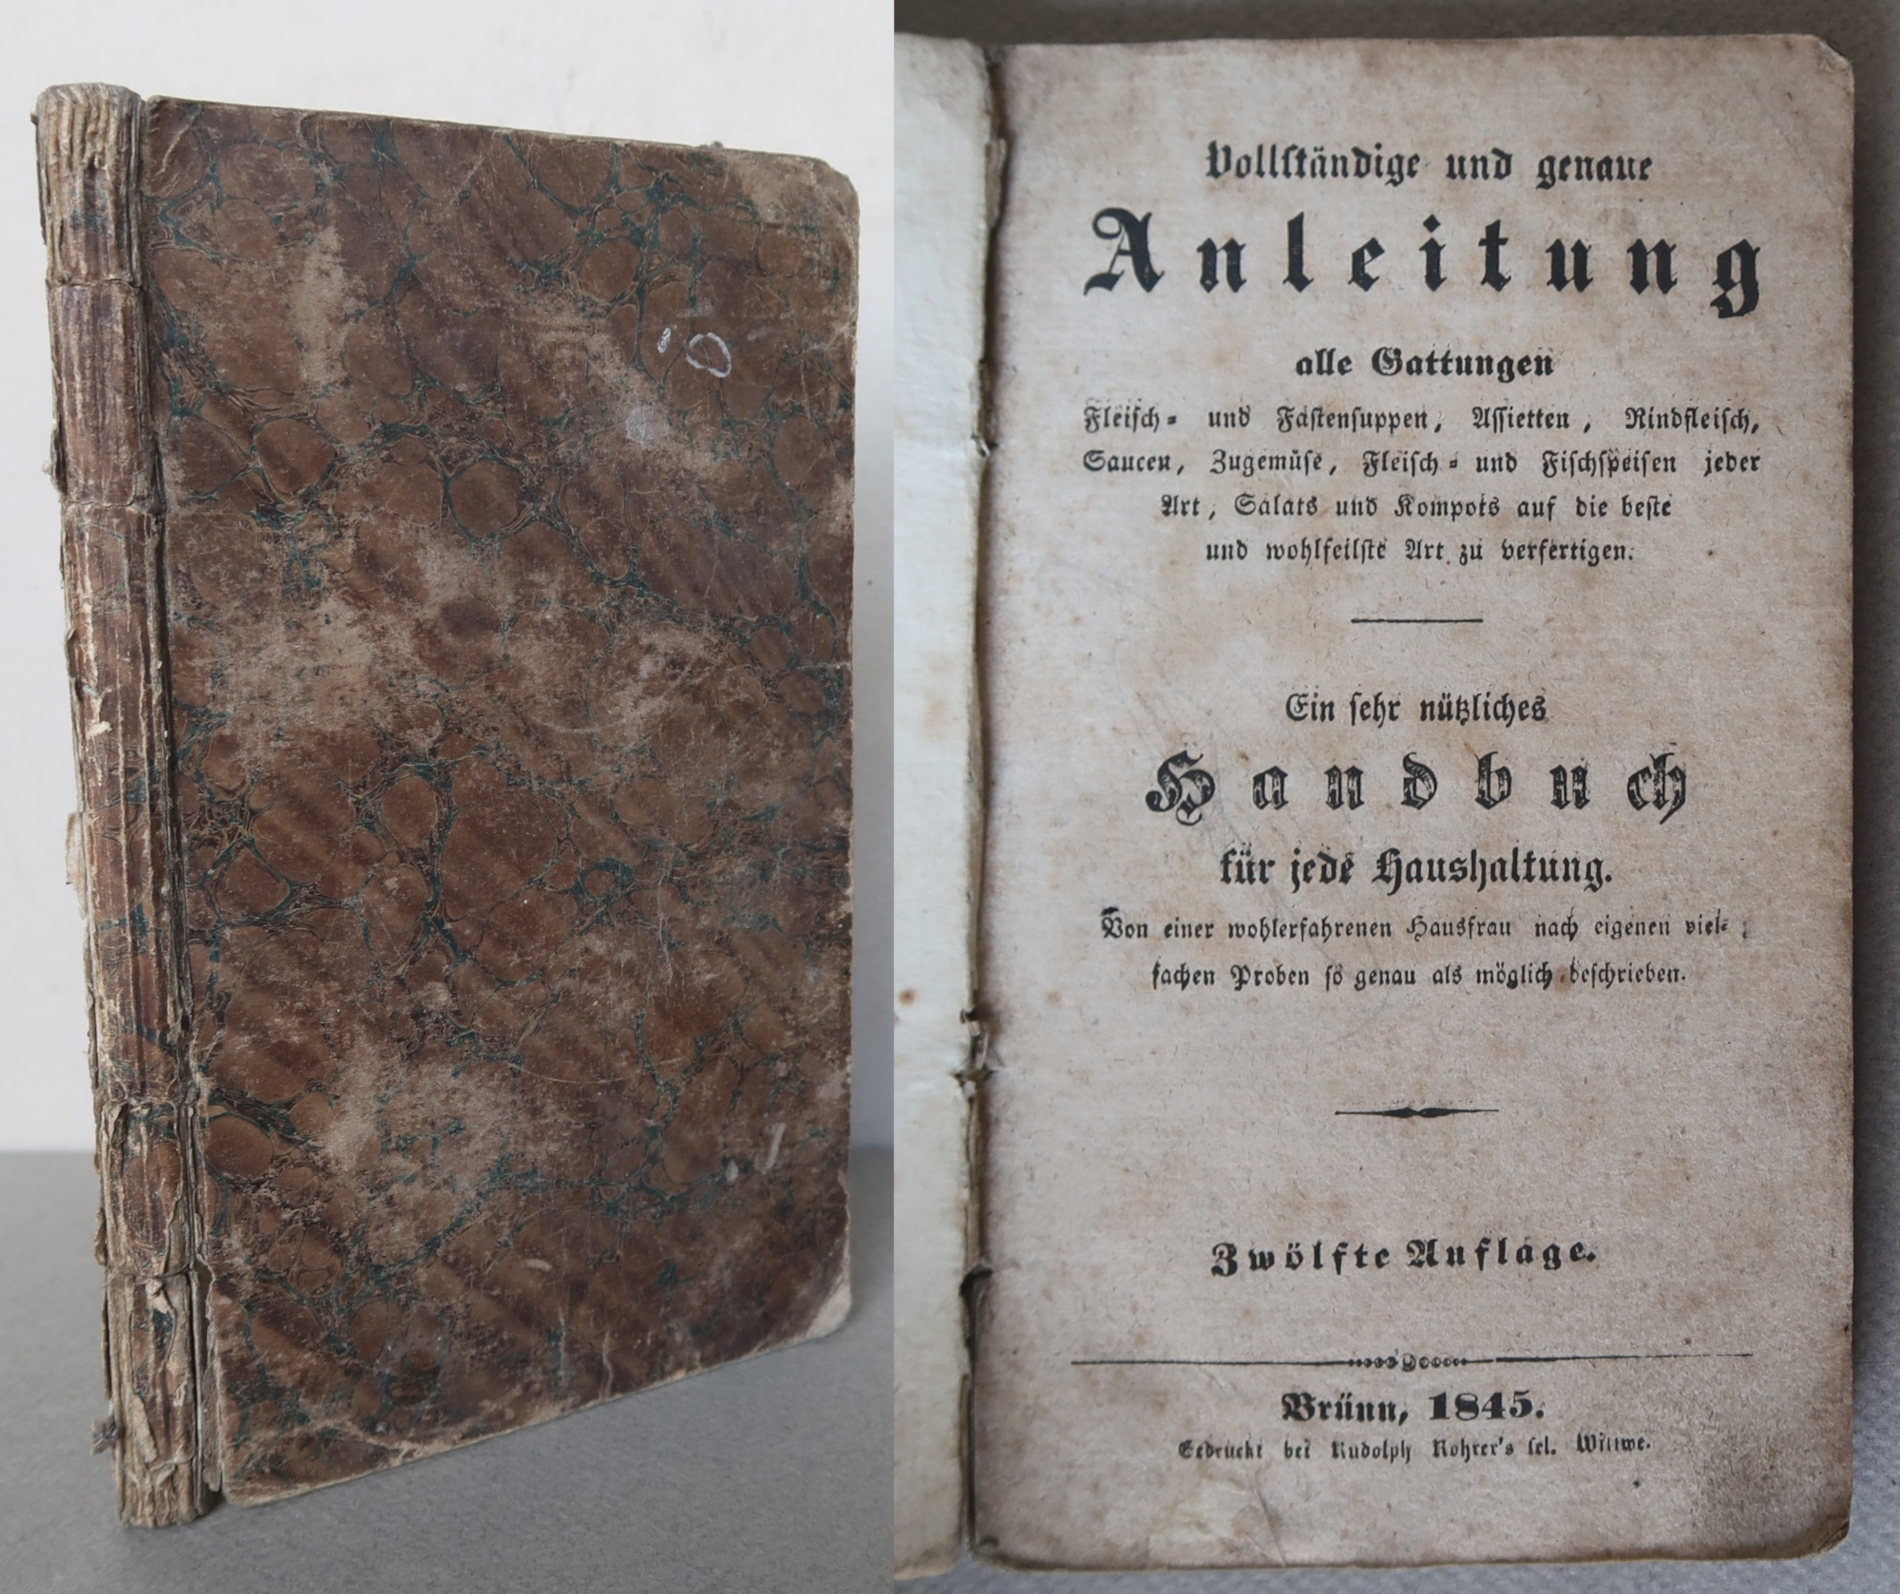 '0
Vollſtändige und genaue
Anleitung
alle Gattungen
Fleiſch- und Faſtenſuppen, Aſſietten, Rindfleiſch,
Saucen, Zugemüſe, Fleiſch- und Fiſchſpeiſen jeder
Art, Salats und Kompots auf die beſte
und wohlfeilſte Art zu verfertigen.
Ein ſehr nützliches
Handbuch
für jede Haushaltung.
Von einer wohlerfahrenen Hausfrau nach eigenen viel-
fachen Proben ſo genau als möglich beſchrieben.
Zwölfte Auflage.
Brünn, 1845.
Gedruckt bei Rudolph Rohrer's ſel. Wittwe.